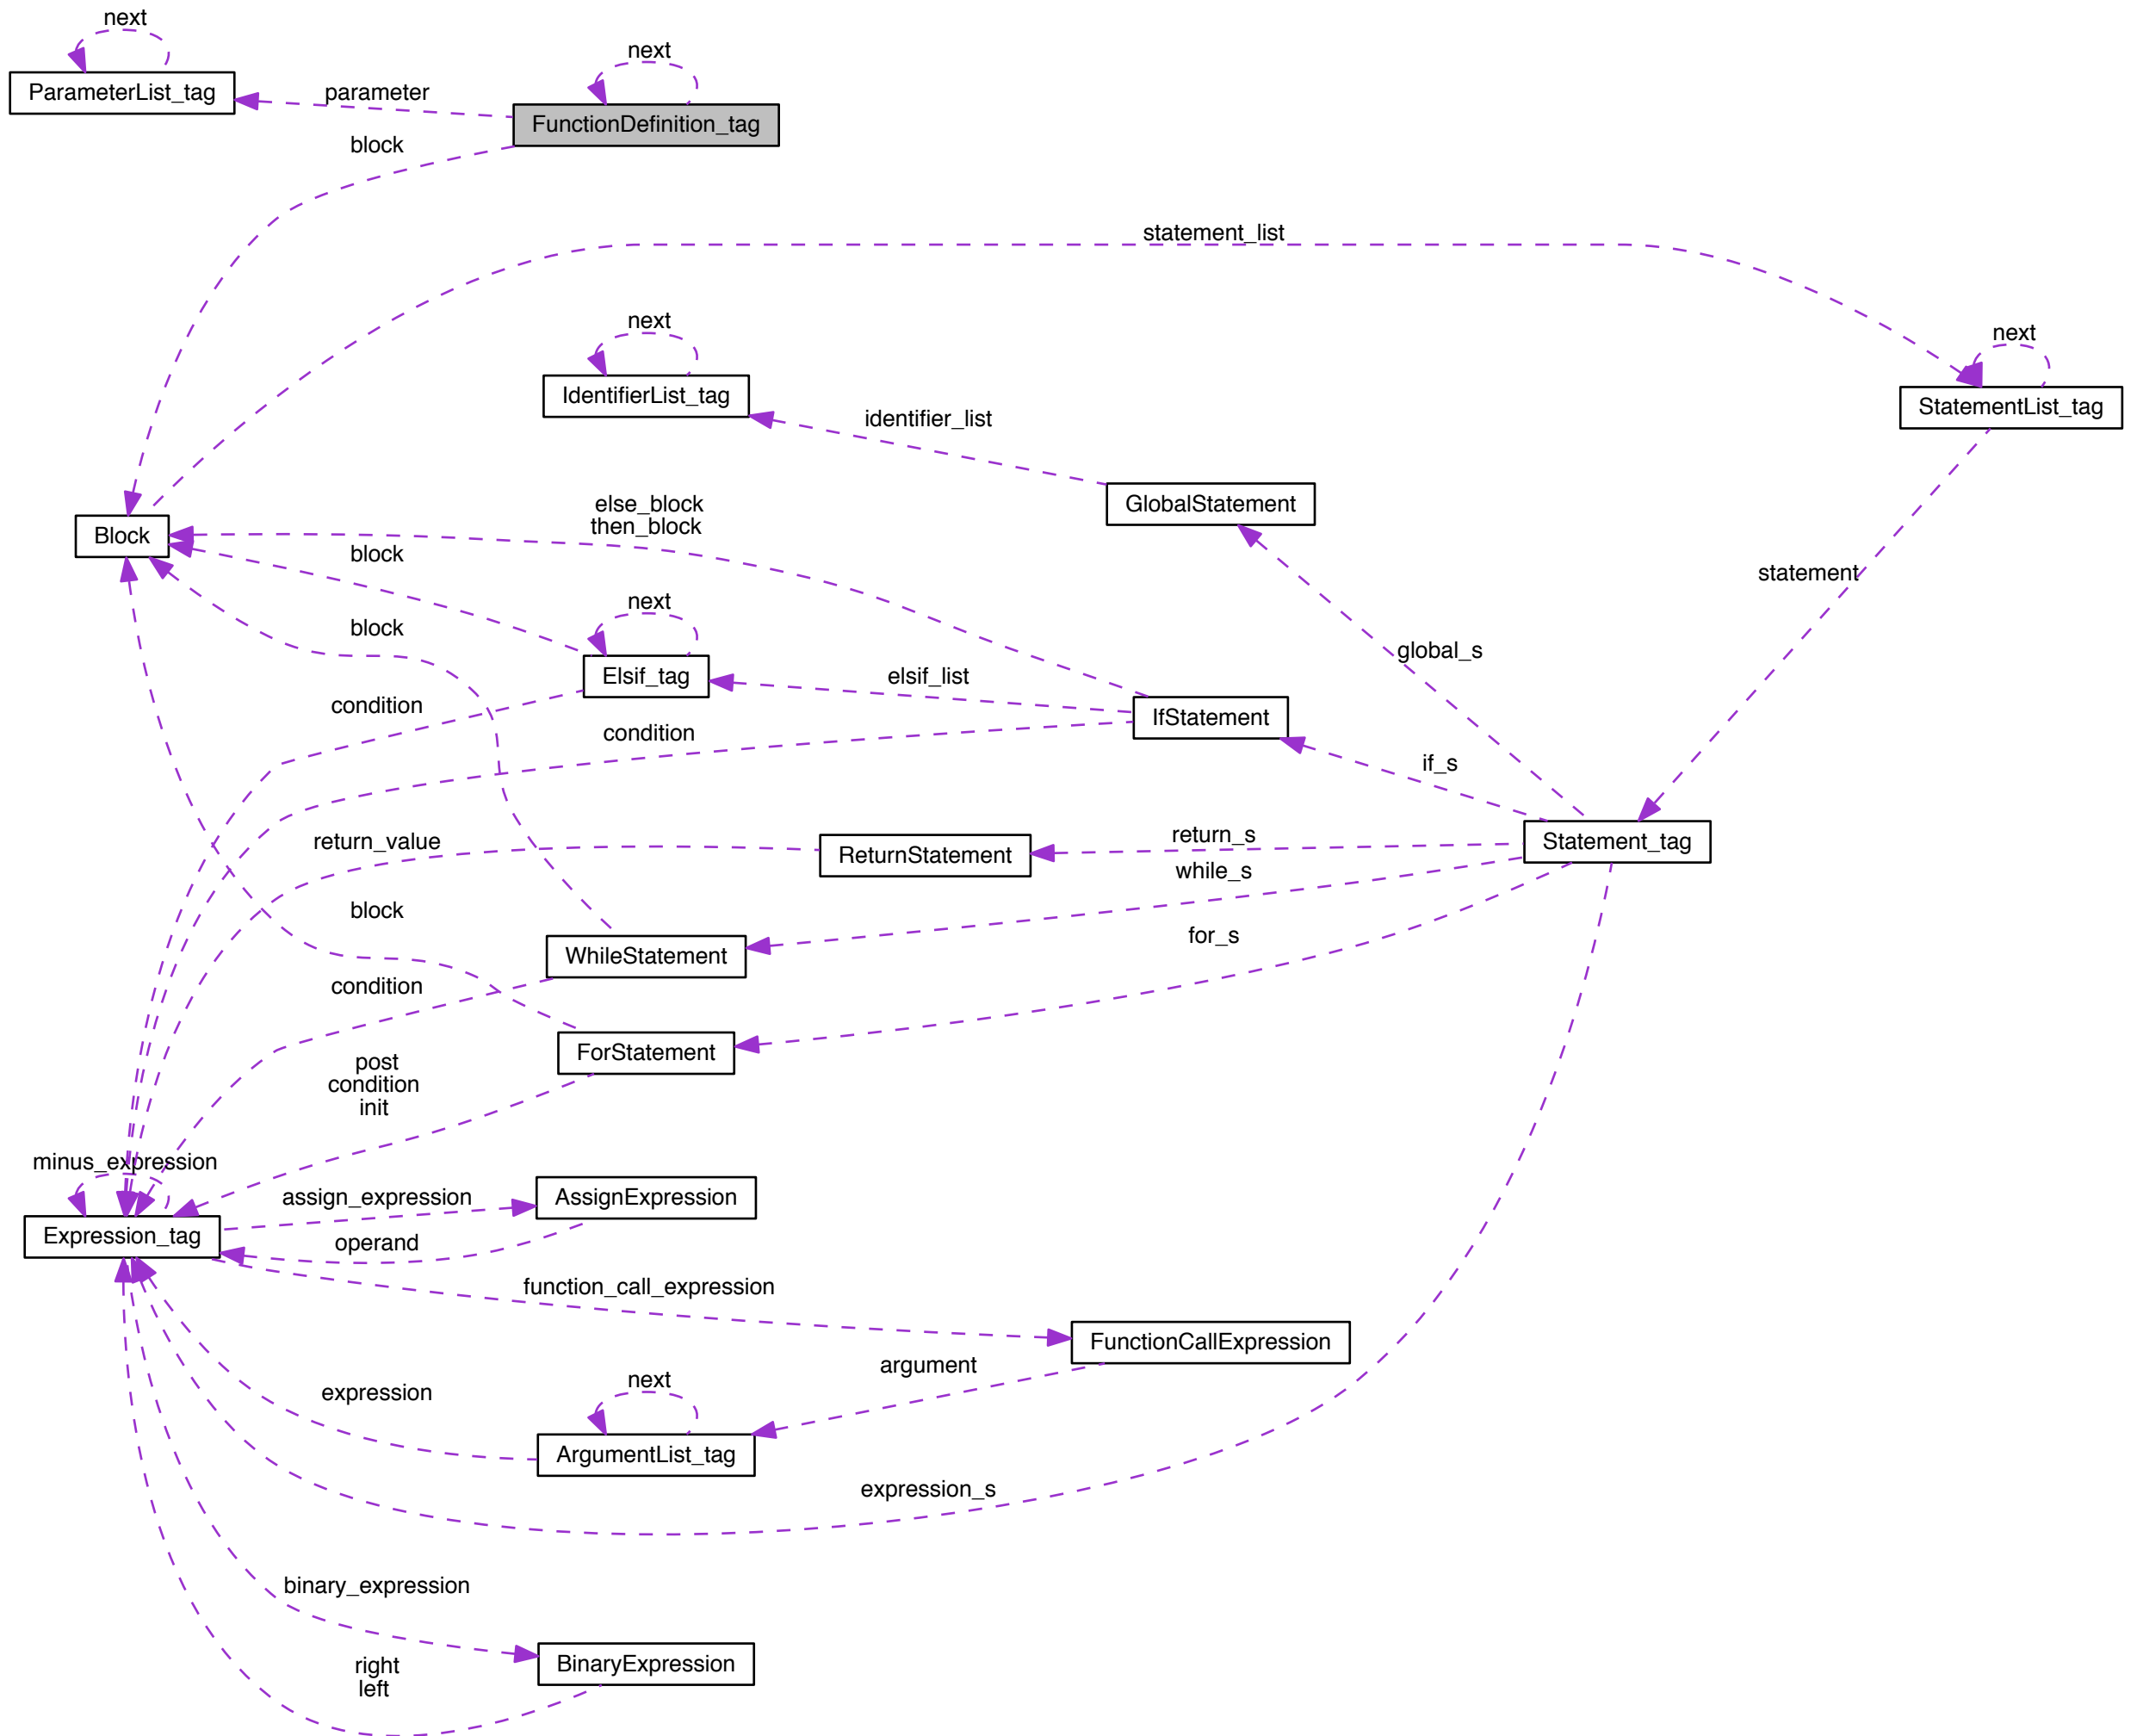 next
next
ParameterList_tag
parameter
FunctionDefinition_tag
block
statement_list
next
next
IdentifierList_tag
StatementList_tag
identifier_list
else_block
then_block
GlobalStatement
Block
block
statement
next
block
global_s
Elsif_tag
elsif_list
condition
IfStatement
condition
if_s
return_value
return_s
Statement_tag
ReturnStatement
while_s
block
for_s
WhileStatement
condition
ForStatement
post
condition
init
minus_expression
assign_expression
AssignExpression
Expression_tag
operand
function_call_expression
FunctionCallExpression
argument
next
expression
ArgumentList_tag
expression_s
binary_expression
BinaryExpression
right
left